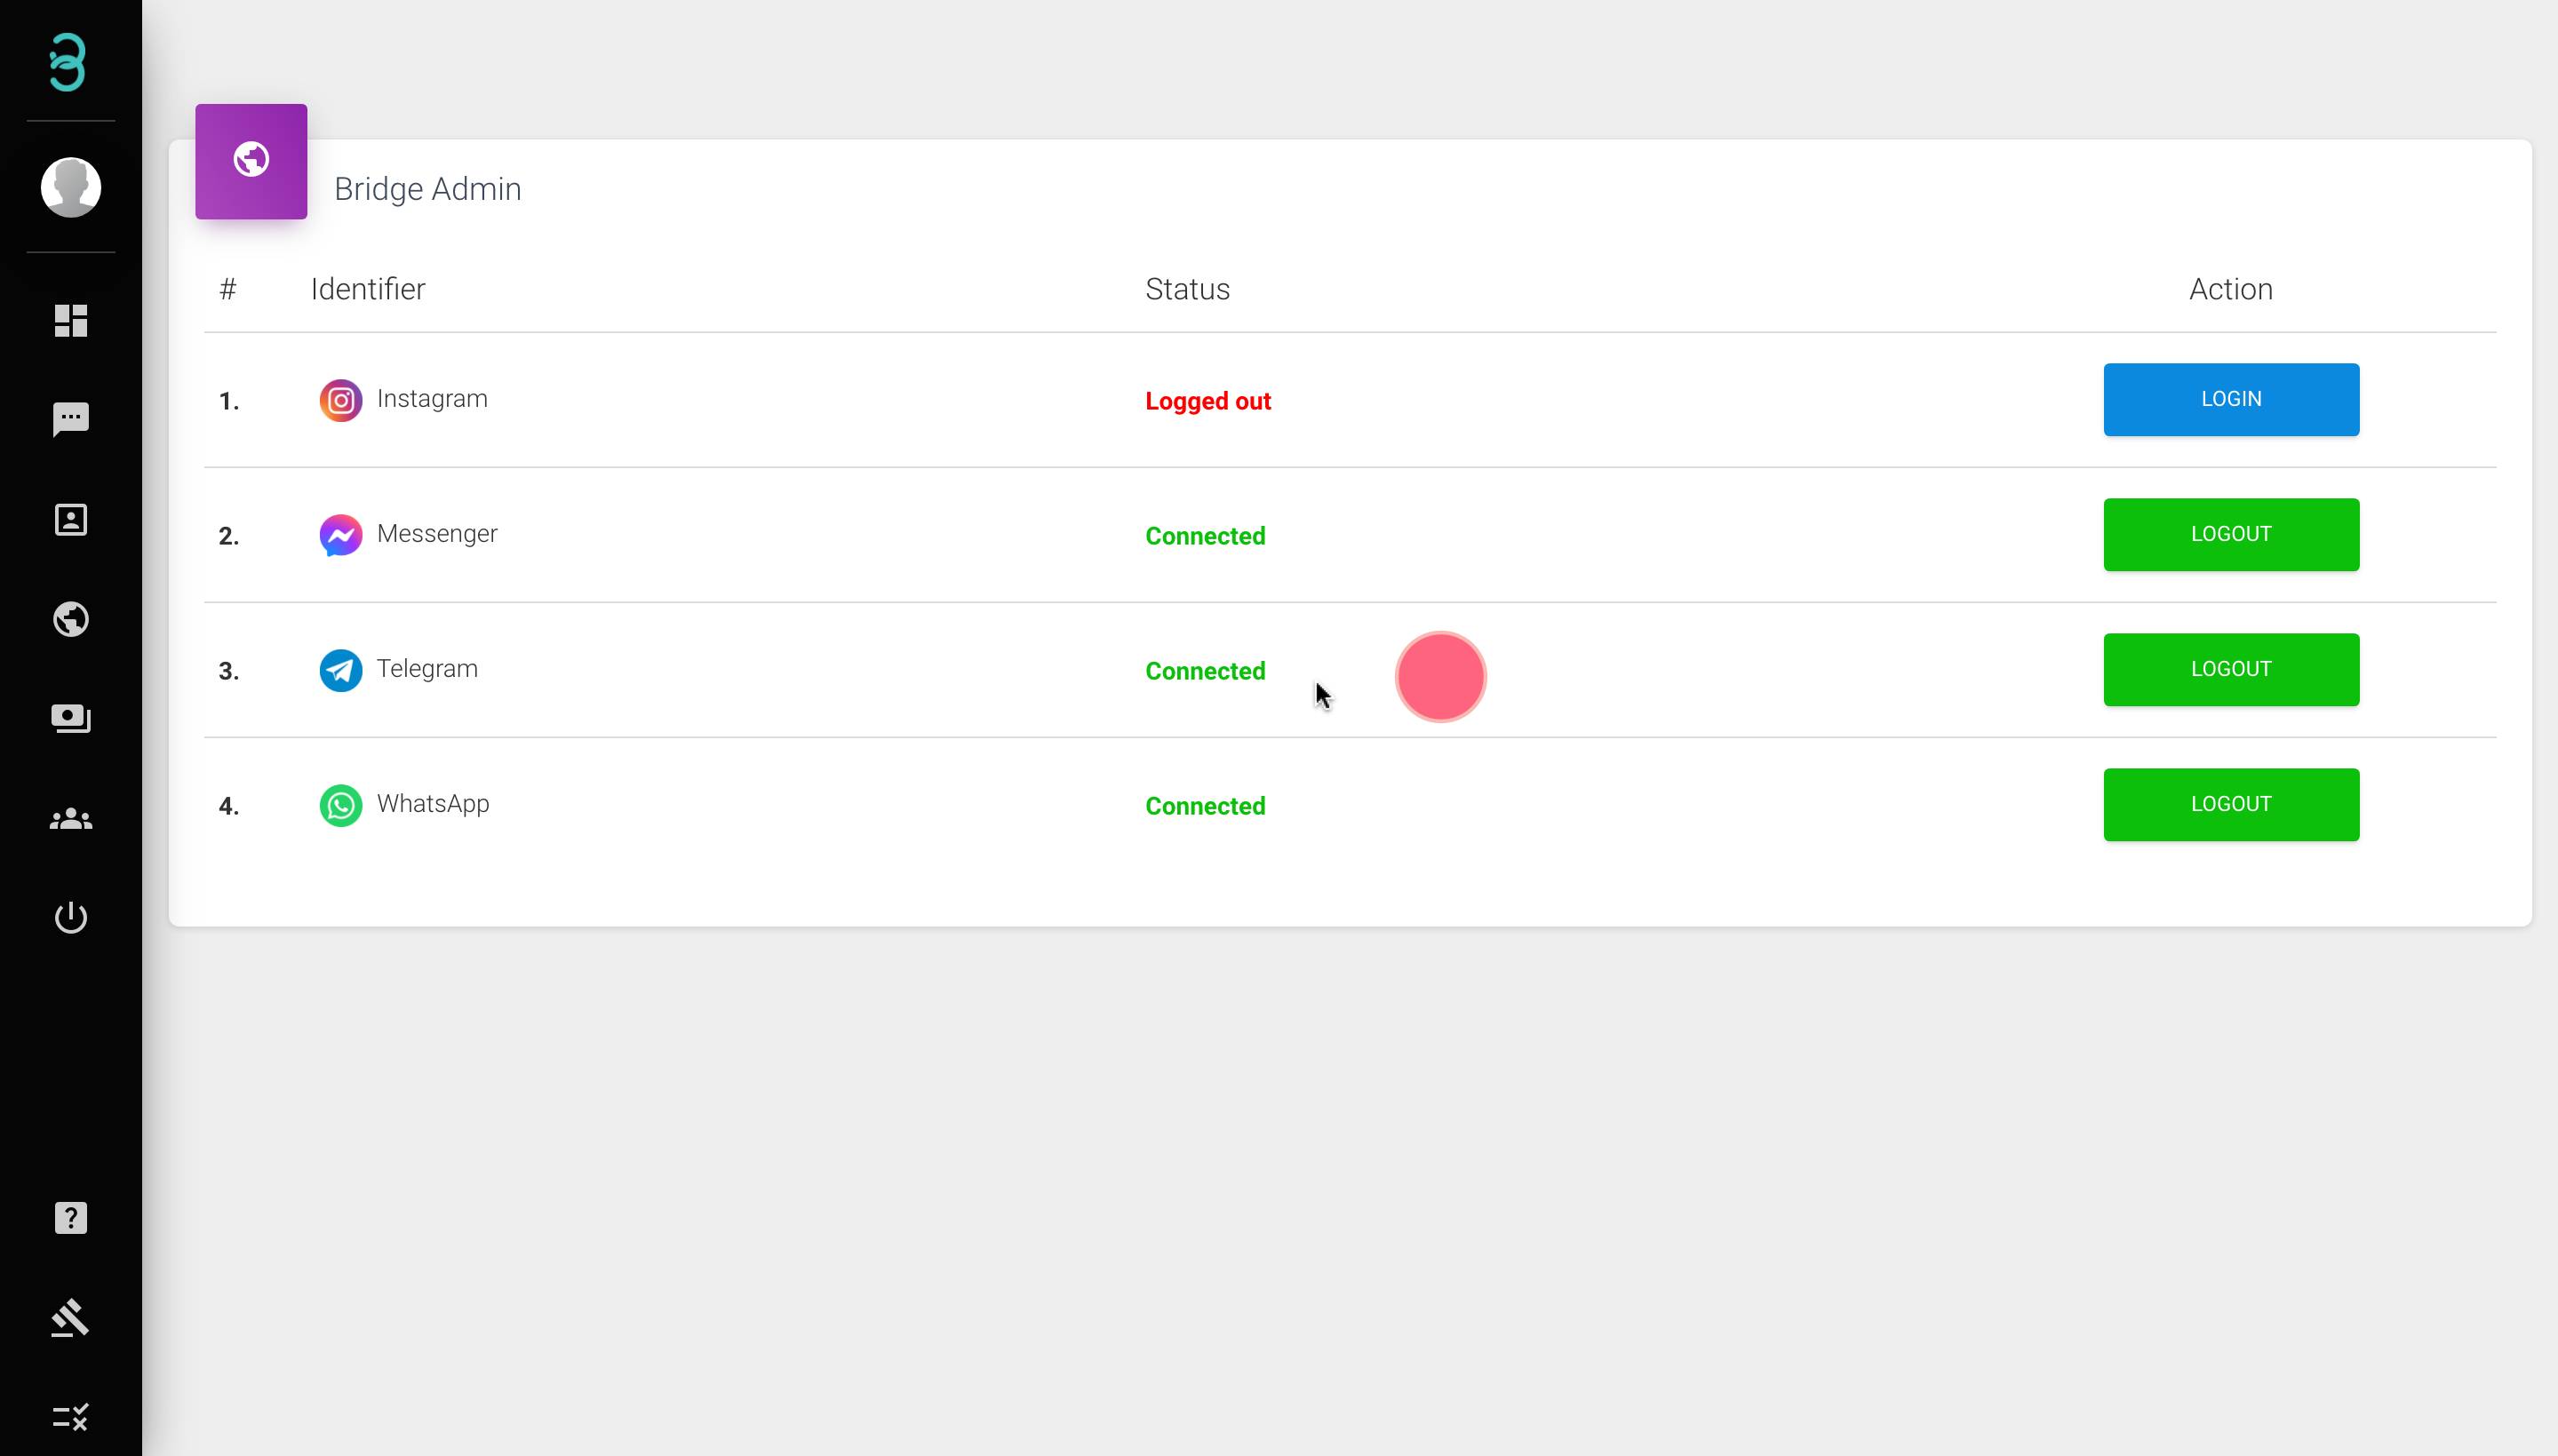 Bridge Admin
# Identifier Status Action
1. Instagram Logged out LOGIN
2. Messenger Connected LOGOUT
3. Telegram Connected LOGOUT
4. WhatsApp Connected LOGOUT